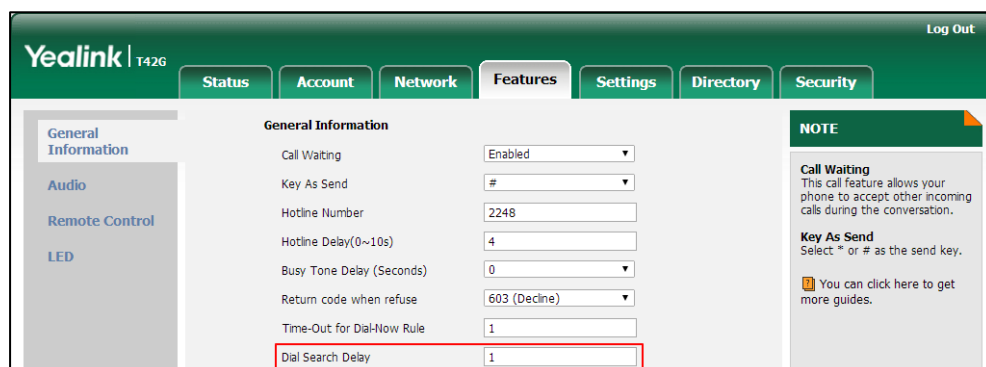 Log Out
Yealink T42G
Status Account Network Features Settings Directory Security
General
Information
Audio
Remote Control
LED
General Information
Call Waiting Enabled
Key As Send #
Hotline Number 2248
Hotline Delay(0~10s) 4
Busy Tone Delay (Seconds) 0
Return code when refuse 603 (Decline)
Time-Out for Dial-Now Rule 1
Dial Search Delay 1
NOTE
Call Waiting
This call feature allows your
phone to accept other incoming
calls during the conversation.
Key As Send
Select * or # as the send key.
You can click here to get
more guides.